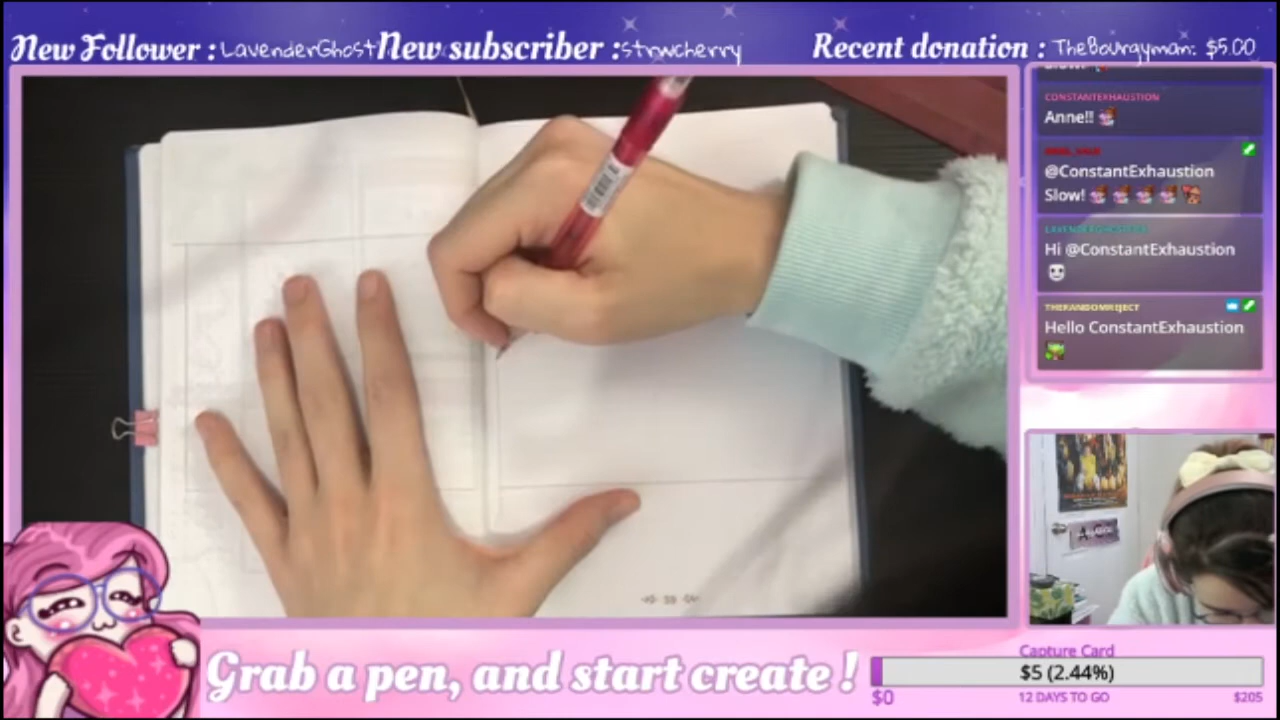 New Follower : LavenderGhost New subscriber : strwcherry Recent donation : TheBourgyman: $5.00
CONSTANTEXHAUSTION
Anne!!
@ConstantExhaustion
Slow!
Hi @ConstantExhaustion
THERANDOMREJECT
Hello ConstantExhaustion
Grab a pen, and start create !
Capture Card
$5 (2.44%)
$0 12 DAYS TO GO $205